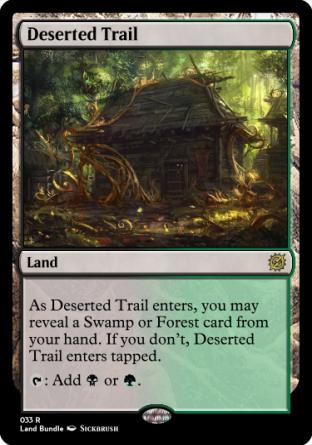 Deserted Trail
Land
As Deserted Trail enters, you may
reveal a Swamp or Forest card from
your hand. If you don't, Deserted
Trail enters tapped.
: Add or .
033 R
Land Bundle SICKBRUSH